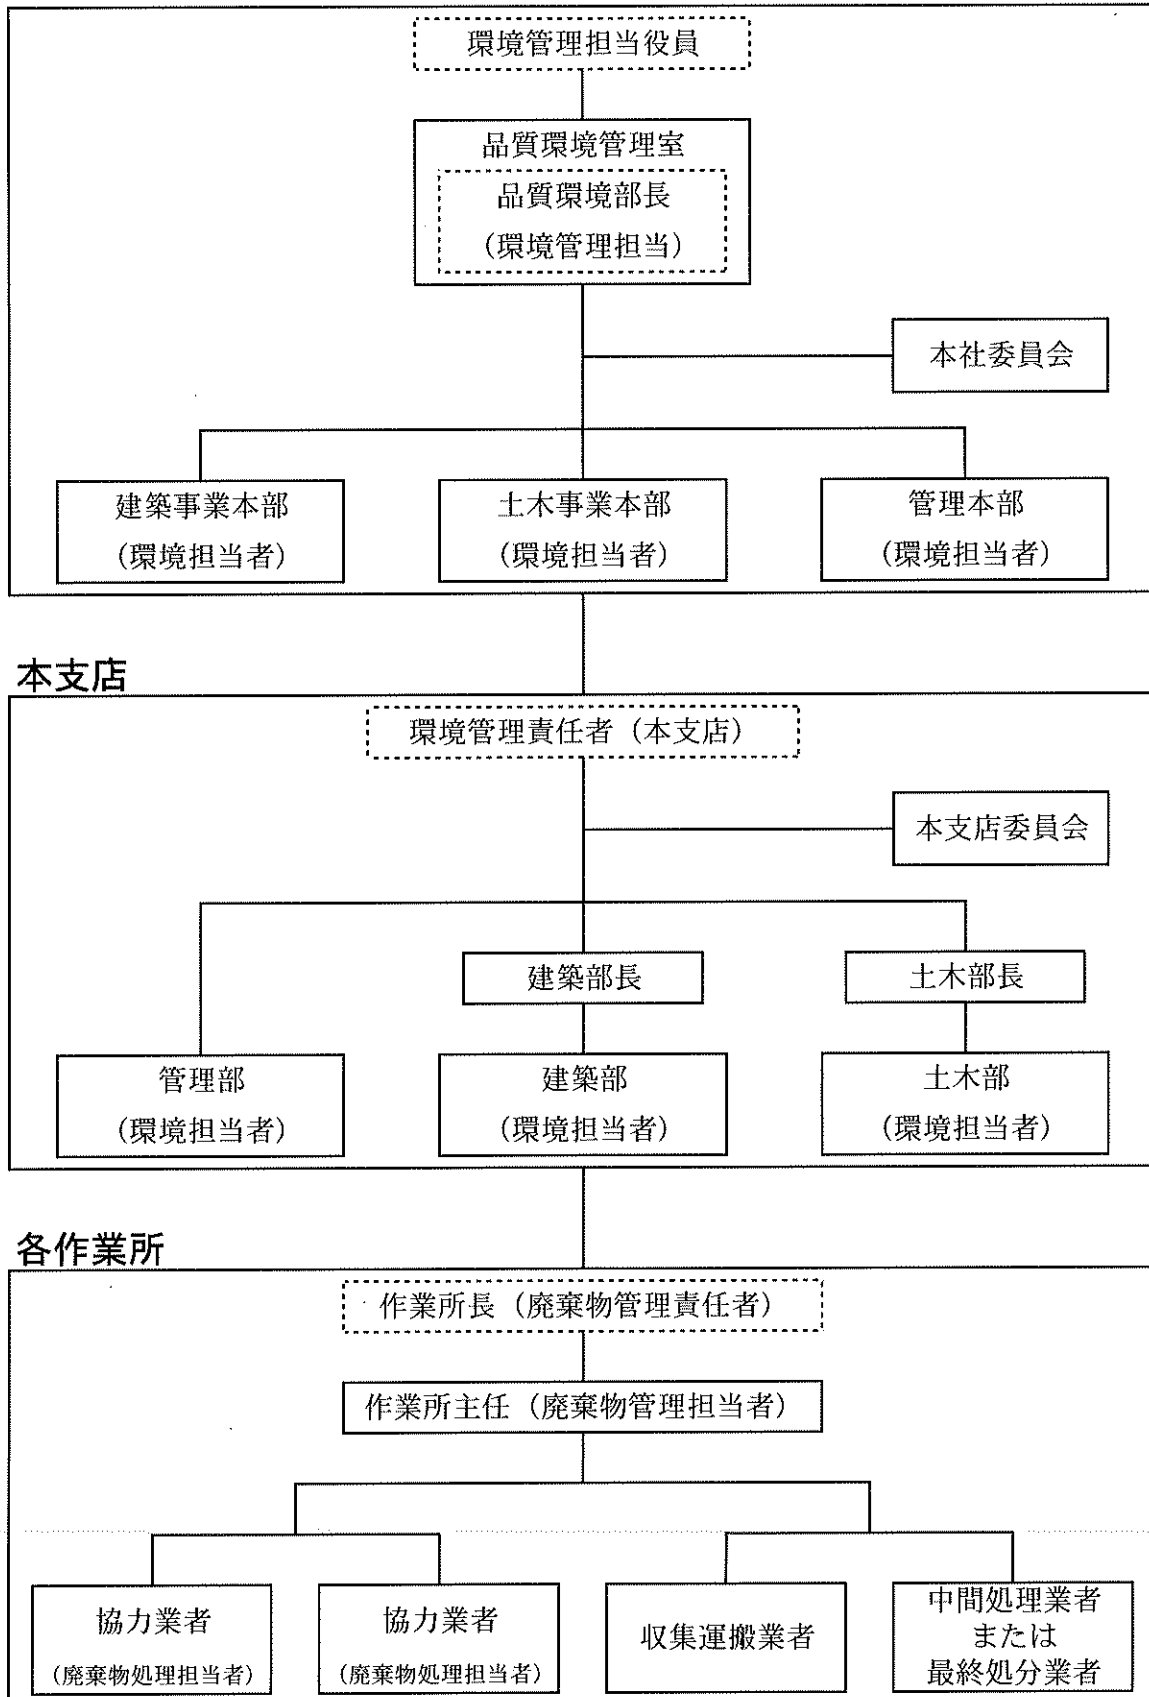 環境管理担当役員
品質環境管理室
品質環境部長
（環境管理担当）
本社委員会
建築事業本部
（環境担当者）
土木事業本部
（環境担当者）
管理本部
（環境担当者）
本支店
環境管理責任者（本支店）
本支店委員会
建築部長
土木部長
管理部
（環境担当者）
建築部
（環境担当者）
土木部
（環境担当者）
各作業所
作業所長（廃棄物管理責任者）
作業所主任（廃棄物管理担当者）
協力業者
（廃棄物処理担当者）
協力業者
（廃棄物処理担当者）
収集運搬業者
中間処理業者
または
最終処分業者